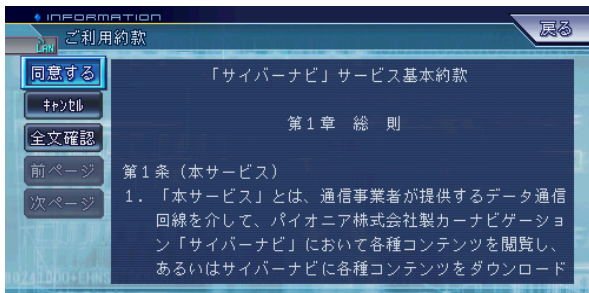 INFORMATION
LAN ご利用約款
戻る
同意する
ｷｬﾝｾﾙ
全文確認
前ページ
次ページ
「サイバーナビ」サービス基本約款
第1章 総 則
第1条（本サービス）
1. 「本サービス」とは、通信事業者が提供するデータ通信
回線を介して、パイオニア株式会社製カーナビゲーショ
ン「サイバーナビ」において各種コンテンツを閲覧し、
あるいはサイバーナビに各種コンテンツをダウンロード